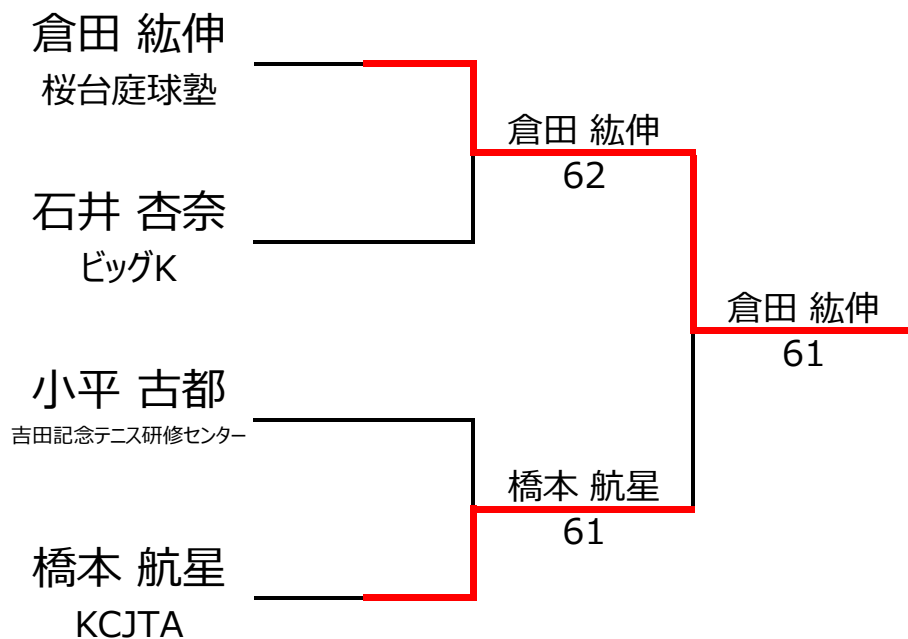 倉田 紘伸
桜台庭球塾
倉田 紘伸
62
石井 杏奈
ビッグK
倉田 紘伸
61
小平 古都
吉田記念テニス研修センター
橋本 航星
61
橋本 航星
KCJTA